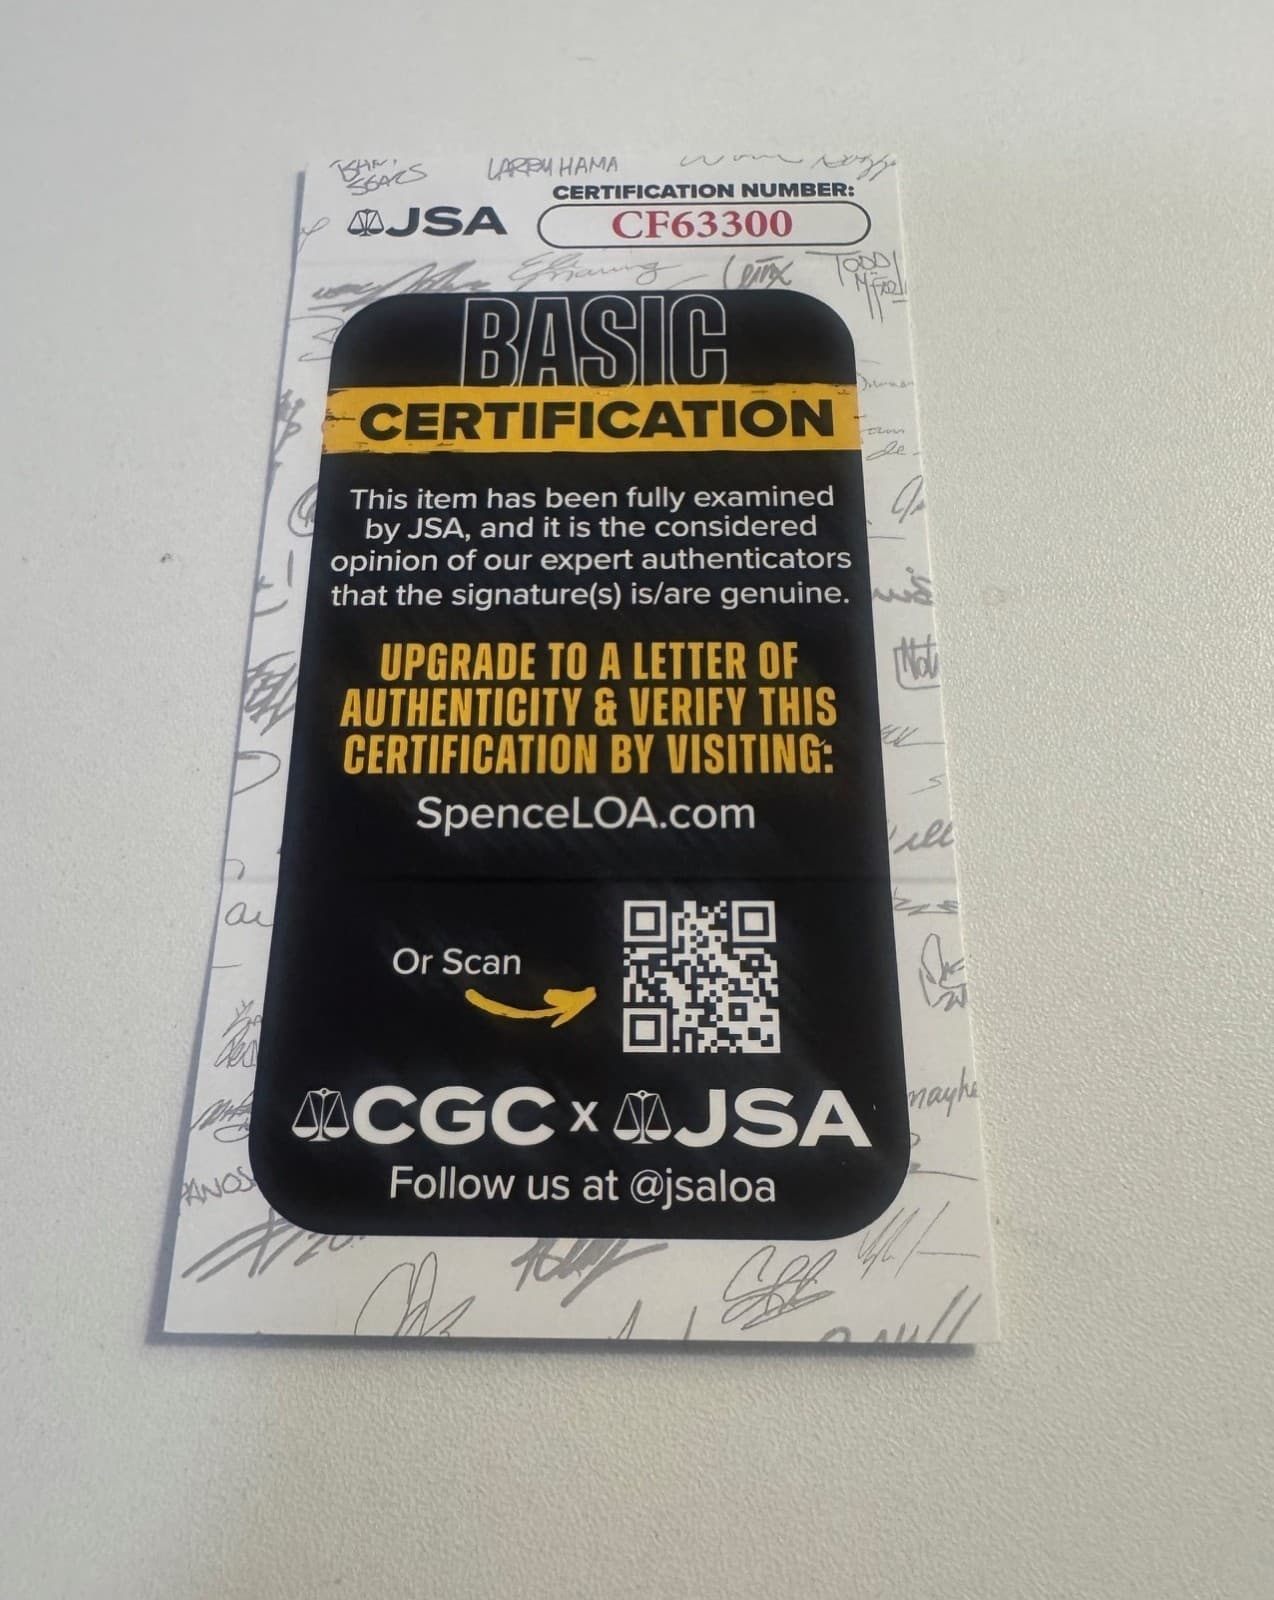 LARRY HAMA
CERTIFICATION NUMBER:
JSA
CF63300
TODD
BASIC
CERTIFICATION
This item has been fully examined
by JSA, and it is the considered
opinion of our expert authenticators
that the signature(s) is/are genuine.
UPGRADE TO A LETTER OF
AUTHENTICITY & VERIFY THIS
CERTIFICATION BY VISITING:
SpenceLOA.com
Or Scan
CGC x JSA
Follow us at @jsaloa